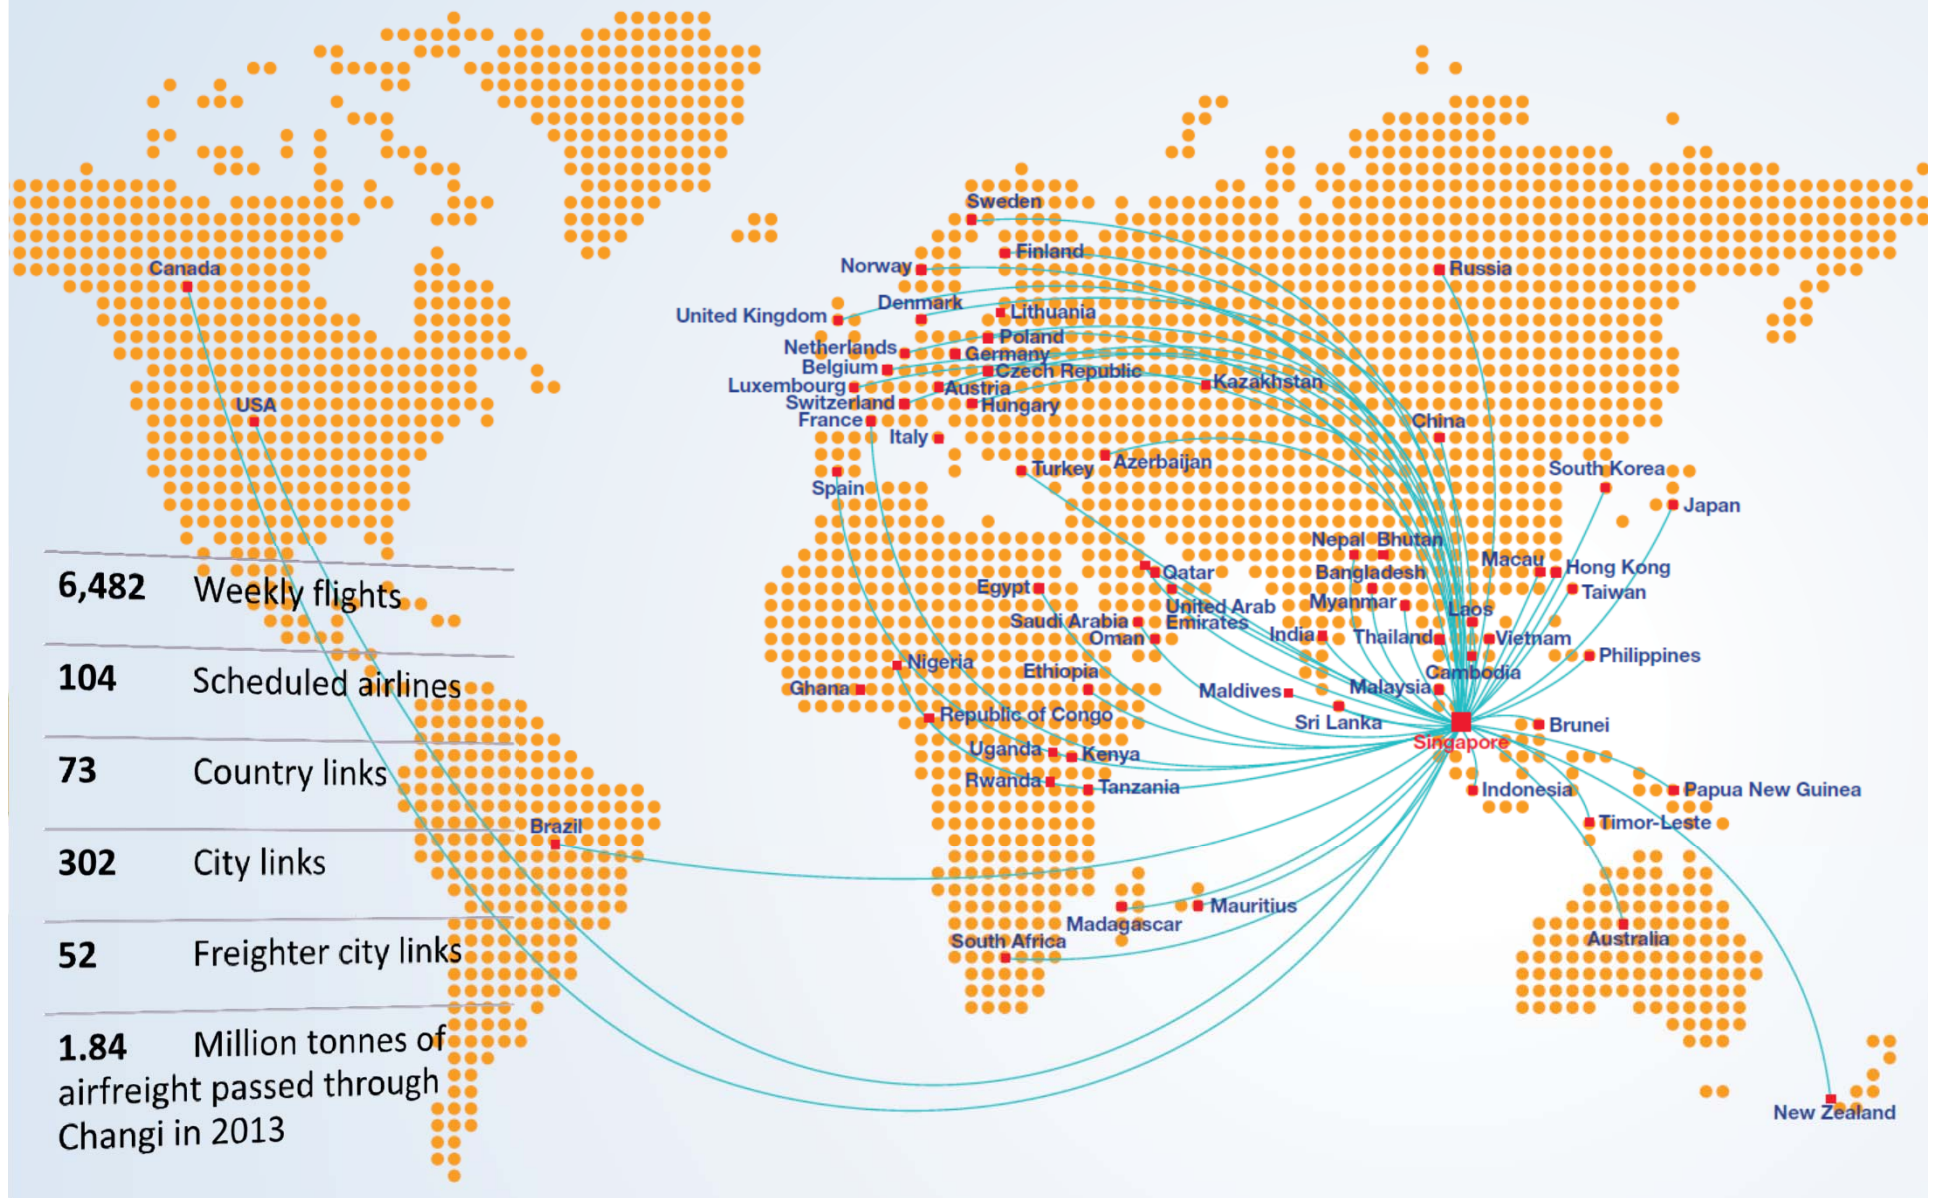 Sweden
Finland
Norway
Russia
Canada
Denmark
United Kingdom
Lithuania
Poland
Netherlands
Germany
Belgium
Czech Republic
Luxembourg
Austria
Kazakhstan
Switzerland
Hungary
USA
France
China
Italy
Azerbaijan
Turkey
South Korea
Spain
Japan
Nepal
Bhutan
Macau
Hong Kong
Qatar
Bangladesh
Egypt
Taiwan
United Arab
Emirates
Myanmar
Laos
Saudi Arabia
Oman
India
Thailand
Vietnam
Philippines
Nigeria
Ethiopia
Cambodia
Ghana
Maldives
Malaysia
Republic of Congo
Sri Lanka
Brunei
Singapore
Uganda
Kenya
Rwanda
Tanzania
Indonesia
Papua New Guinea
Timor-Leste
Brazil
Mauritius
Madagascar
South Africa
Australia
New Zealand
6,482 Weekly flights
104 Scheduled airlines
73 Country links
302 City links
52 Freighter city links
1.84 Million tonnes of
airfreight passed through
Changi in 2013